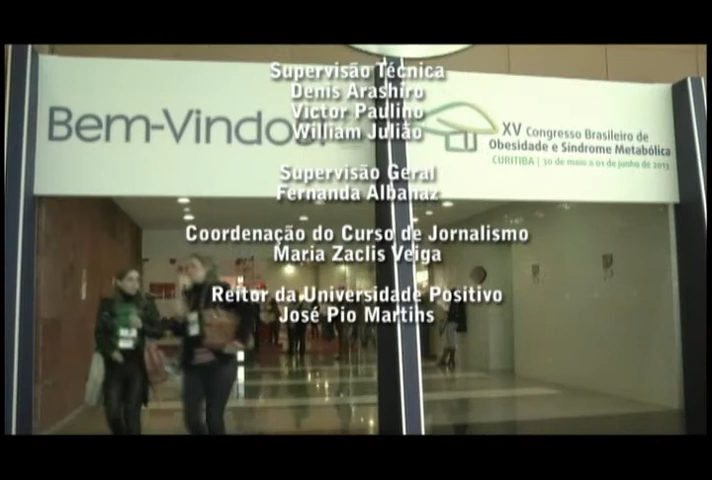 Supervisão Técnica
Denis Arashiro
Victor Paulino
William Julião
Supervisão Geral
Fernanda Albanaz
Coordenação do Curso de Jornalismo
Maria Zaclis Veiga
Reitor da Universidade Positivo
José Pio Martins
Bem-Vindos!
XV Congresso Brasileiro de
Obesidade e Síndrome Metabólica
CURITIBA | 30 de maio a 01 de junho de 2013